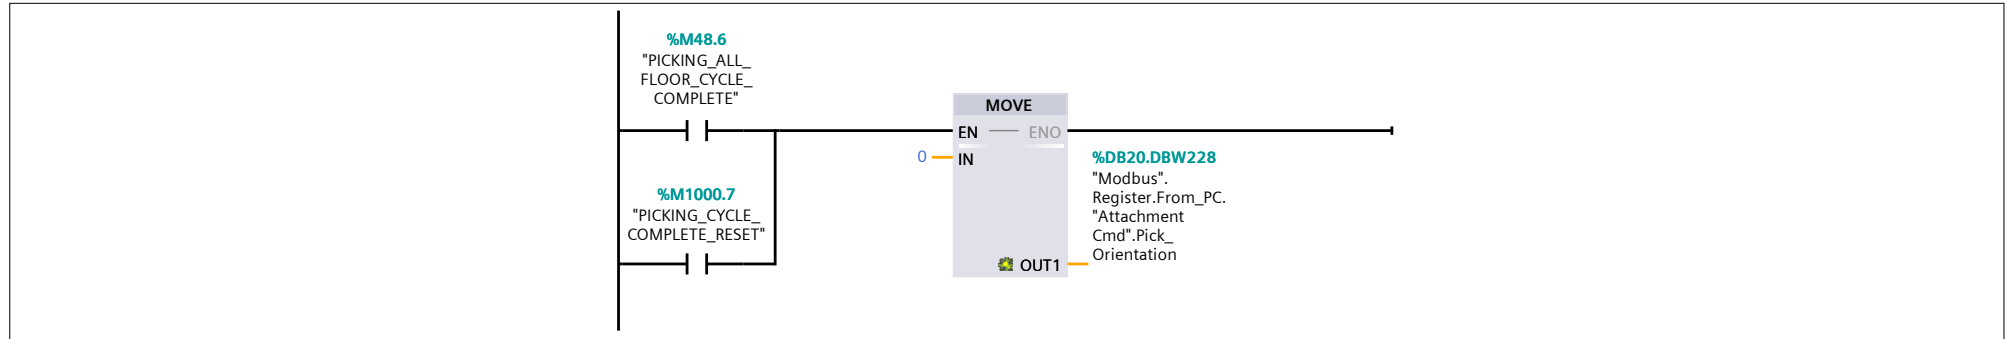 %M48.6
"PICKING_ALL_
FLOOR_CYCLE_
COMPLETE"
MOVE
EN
ENO
0
IN
%DB20.DBW228
"Modbus".
Register.From_PC.
"Attachment
Cmd".Pick_
Orientation
OUT1
%M1000.7
"PICKING_CYCLE_
COMPLETE_RESET"